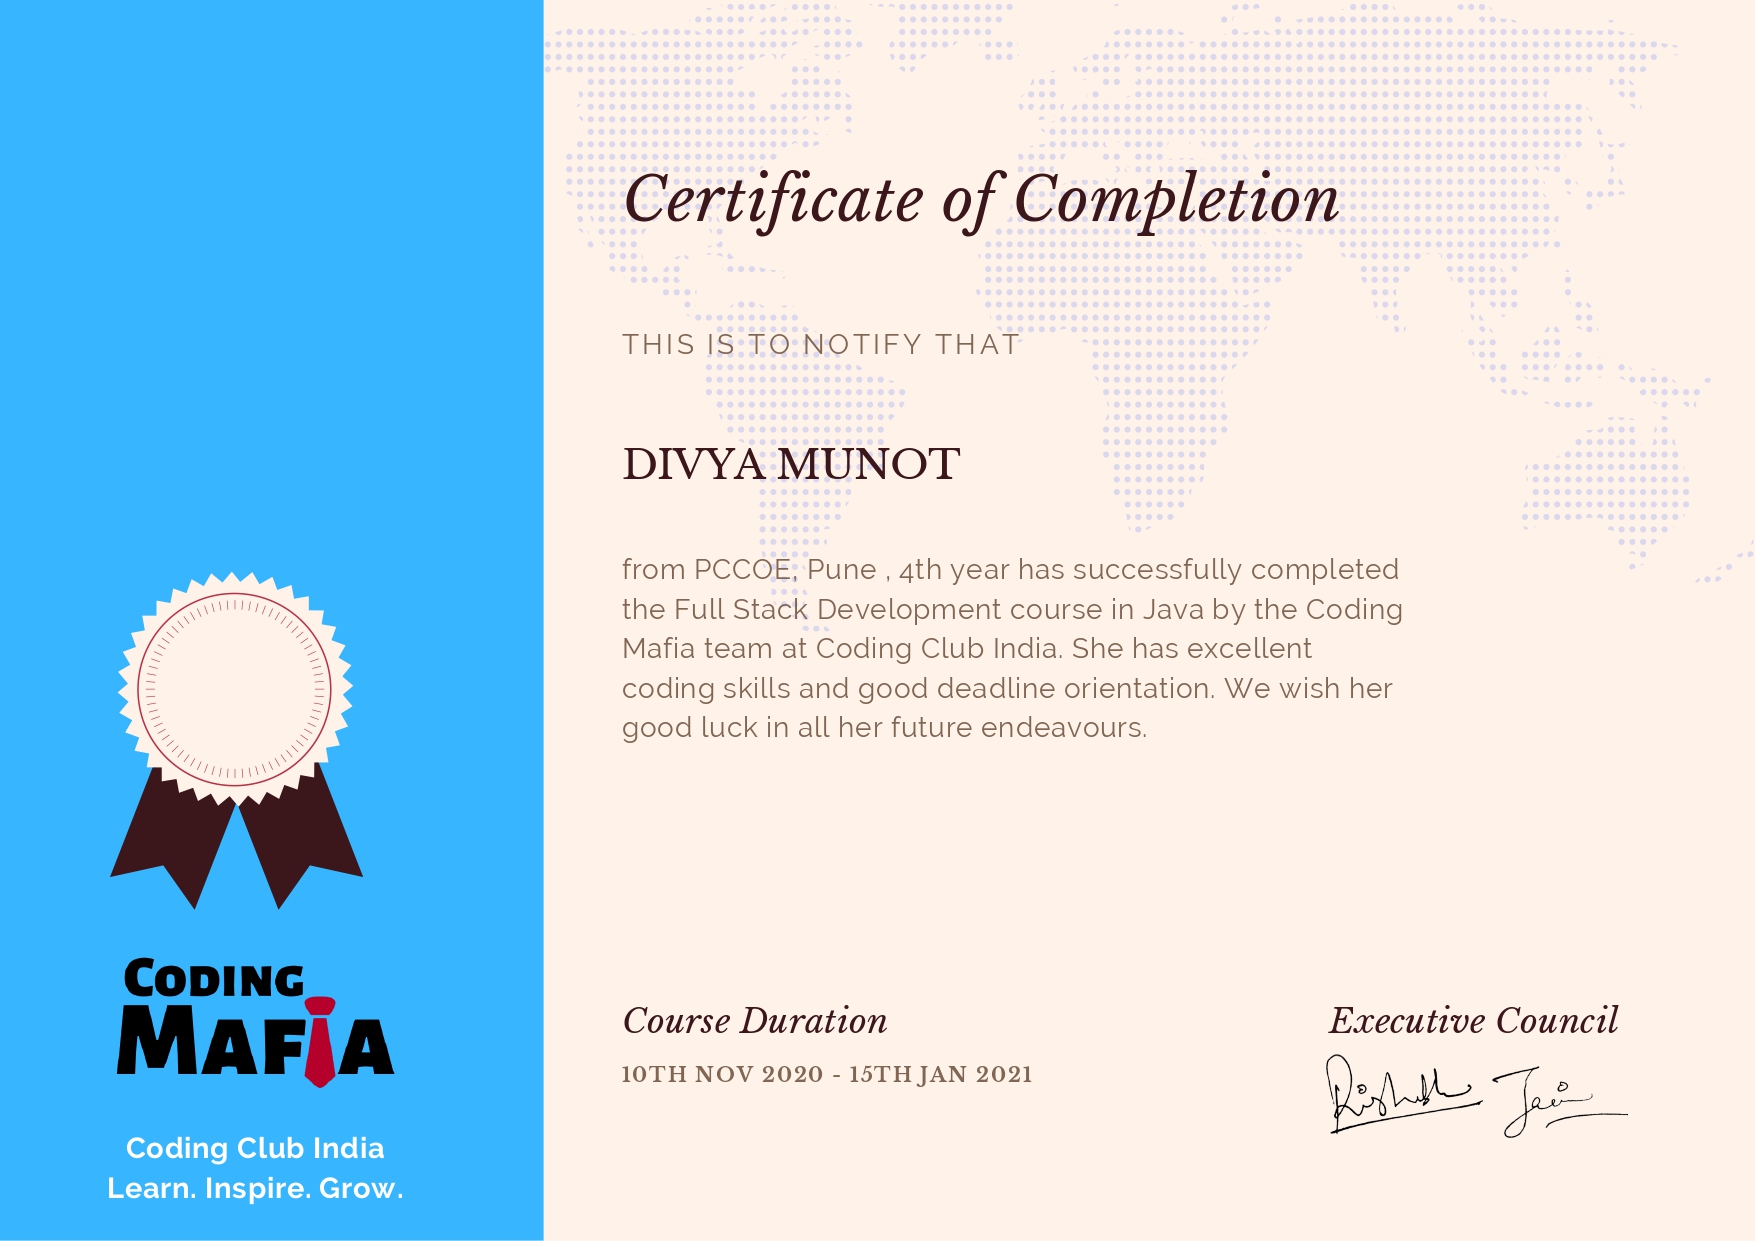 Certificate of Completion
THIS IS TO NOTIFY THAT
DIVYA MUNOT
from PCCOE, Pune , 4th year has successfully completed
the Full Stack Development course in Java by the Coding
Mafia team at Coding Club India. She has excellent
coding skills and good deadline orientation. We wish her
good luck in all her future endeavours.
Course Duration
10TH NOV 2020 - 15TH JAN 2021
Executive Council
Rishabh Jain
CODING
MAFIA
Coding Club India
Learn. Inspire. Grow.